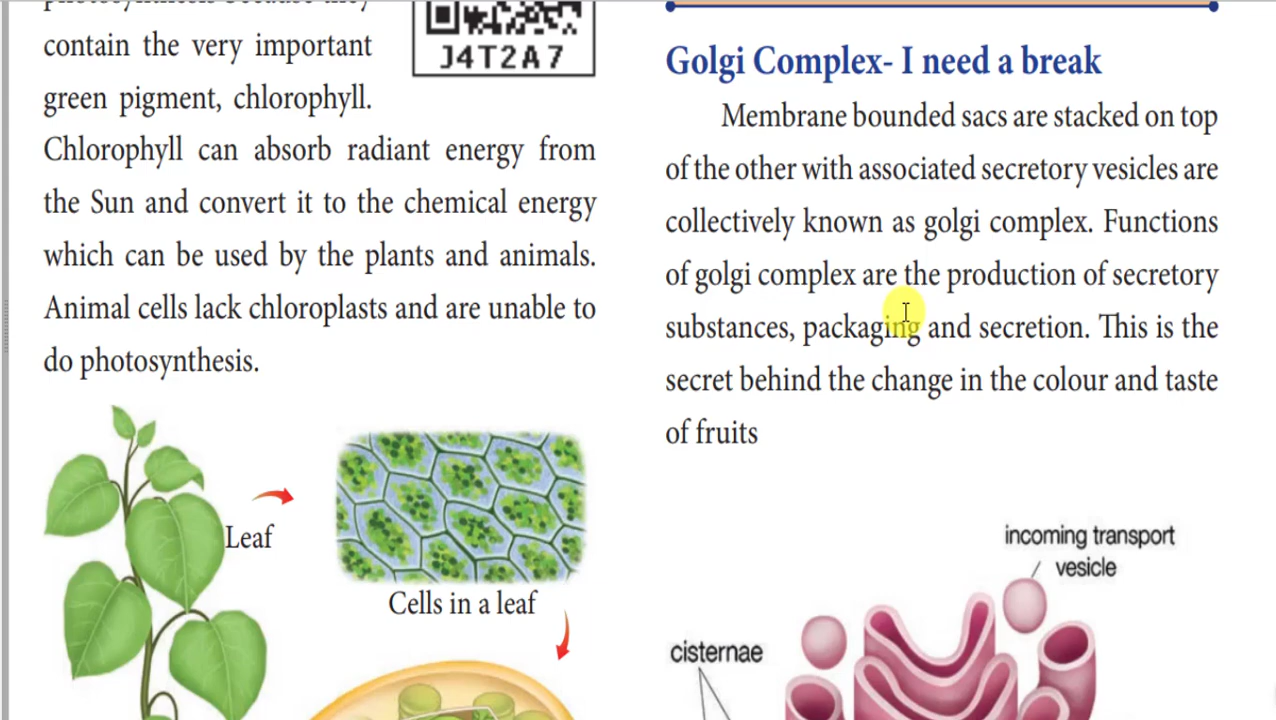 photosynthesis because they
contain the very important
green pigment, chlorophyll.
Chlorophyll can absorb radiant energy from
the Sun and convert it to the chemical energy
which can be used by the plants and animals.
Animal cells lack chloroplasts and are unable to
do photosynthesis.
J4T2A7
Leaf
Cells in a leaf
Golgi Complex- I need a break
Membrane bounded sacs are stacked on top
of the other with associated secretory vesicles are
collectively known as golgi complex. Functions
of golgi complex are the production of secretory
substances, packaging and secretion. This is the
secret behind the change in the colour and taste
of fruits
incoming transport
vesicle
cisternae